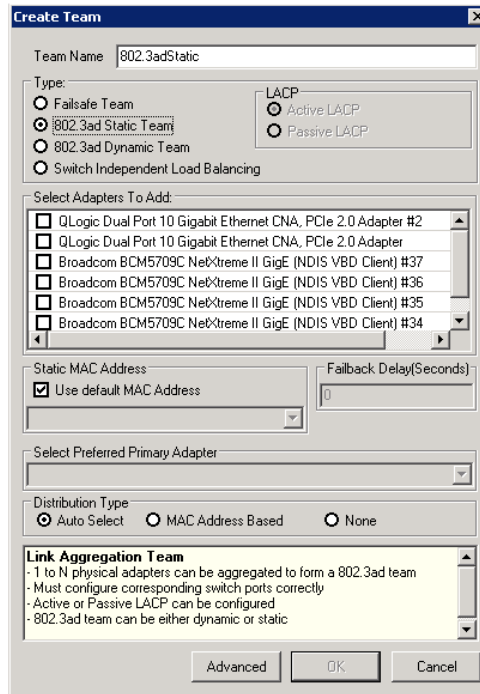 Create Team
Team Name 802.3adStatic
Type:
Failsafe Team
802.3ad Static Team
802.3ad Dynamic Team
Switch Independent Load Balancing
LACP
Active LACP
Passive LACP
Select Adapters To Add:
QLogic Dual Port 10 Gigabit Ethernet CNA, PCIe 2.0 Adapter #2
QLogic Dual Port 10 Gigabit Ethernet CNA, PCIe 2.0 Adapter
Broadcom BCM5709C NetXtreme II GigE (NDIS VBD Client) #37
Broadcom BCM5709C NetXtreme II GigE (NDIS VBD Client) #36
Broadcom BCM5709C NetXtreme II GigE (NDIS VBD Client) #35
Broadcom BCM5709C NetXtreme II GigE (NDIS VBD Client) #34
Static MAC Address
Use default MAC Address
Failback Delay(Seconds)
0
Select Preferred Primary Adapter
Distribution Type
Auto Select MAC Address Based None
Link Aggregation Team
- 1 to N physical adapters can be aggregated to form a 802.3ad team
- Must configure corresponding switch ports correctly
- Active or Passive LACP can be configured
- 802.3ad team can be either dynamic or static
Advanced OK Cancel